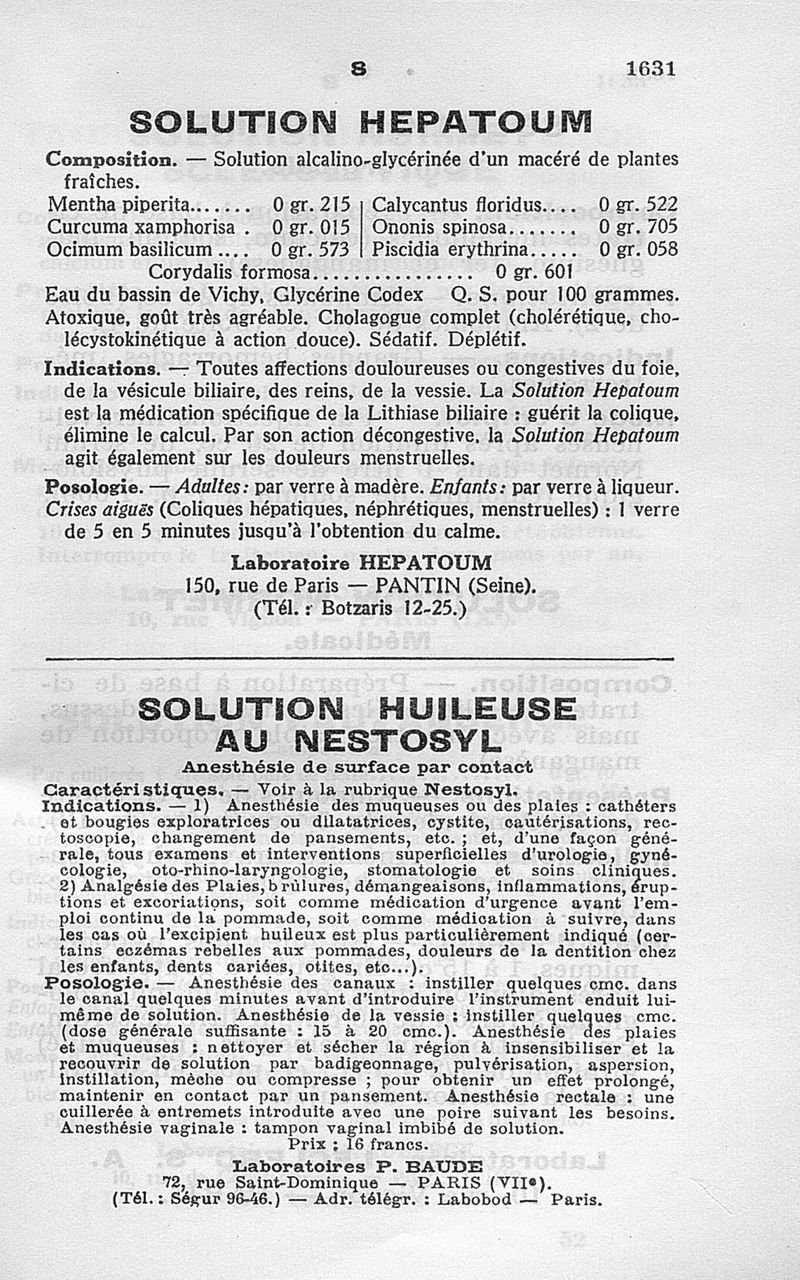 S
1631
SOLUTION HEPATOUM
Composition. — Solution alcalino-glycérinée d'un macéré de plantes
fraîches.
Mentha piperita....... 0 gr. 215 | Calycantus floridus.... 0 gr. 522
Curcuma xamphorisa . 0 gr. 015 | Ononis spinosa....... 0 gr. 705
Ocimum basilicum .... 0 gr. 573 | Piscidia erythrina..... 0 gr. 058
Corydalis formosa................ 0 gr. 601
Eau du bassin de Vichy, Glycérine Codex Q. S. pour 100 grammes.
Atoxique, goût très agréable. Cholagogue complet (cholérétique, cho-
lécystokinétique à action douce). Sédatif. Déplétif.
Indications. — Toutes affections douloureuses ou congestives du foie,
de la vésicule biliaire, des reins, de la vessie. La Solution Hepatoum
est la médication spécifique de la Lithiase biliaire : guérit la colique,
élimine le calcul. Par son action décongestive, la Solution Hepatoum
agit également sur les douleurs menstruelles.
Posologie. — Adultes : par verre à madère. Enfants : par verre à liqueur.
Crises aiguës (Coliques hépatiques, néphrétiques, menstruelles) : 1 verre
de 5 en 5 minutes jusqu'à l'obtention du calme.
Laboratoire HEPATOUM
150, rue de Paris — PANTIN (Seine).
(Tél. : Botzaris 12-25.)
SOLUTION HUILEUSE
AU NESTOSYL
Anesthésie de surface par contact
Caractéristiques. — Voir à la rubrique Nestosyl.
Indications. — 1) Anesthésie des muqueuses ou des plaies : cathéters
et bougies exploratrices ou dilatatrices, cystite, cautérisations, rec-
toscopie, changement de pansements, etc. ; et, d'une façon géné-
rale, tous examens et interventions superficielles d'urologie, gyné-
cologie, oto-rhino-laryngologie, stomatologie et soins cliniques.
2) Analgésie des Plaies, brûlures, démangeaisons, inflammations, érup-
tions et excoriations, soit comme médication d'urgence avant l'em-
ploi continu de la pommade, soit comme médication à suivre, dans
les cas où l'excipient huileux est plus particulièrement indiqué (cer-
tains eczémas rebelles aux pommades, douleurs de la dentition chez
les enfants, dents cariées, otites, etc...).
Posologie. — Anesthésie des canaux : instiller quelques cmc. dans
le canal quelques minutes avant d'introduire l'instrument enduit lui-
même de solution. Anesthésie de la vessie : instiller quelques cmc.
(dose générale suffisante : 15 à 20 cmc.). Anesthésie des plaies
et muqueuses : nettoyer et sécher la région à insensibiliser et la
recouvrir de solution par badigeonnage, pulvérisation, aspersion,
instillation, mèche ou compresse ; pour obtenir un effet prolongé,
maintenir en contact par un pansement. Anesthésie rectale : une
cuillerée à entremets introduite avec une poire suivant les besoins.
Anesthésie vaginale : tampon vaginal imbibé de solution.
Prix : 16 francs.
Laboratoires P. BAUDE
72, rue Saint-Dominique — PARIS (VIIe).
(Tél. : Ségur 96-46.) — Adr. télégr. : Labobod — Paris.